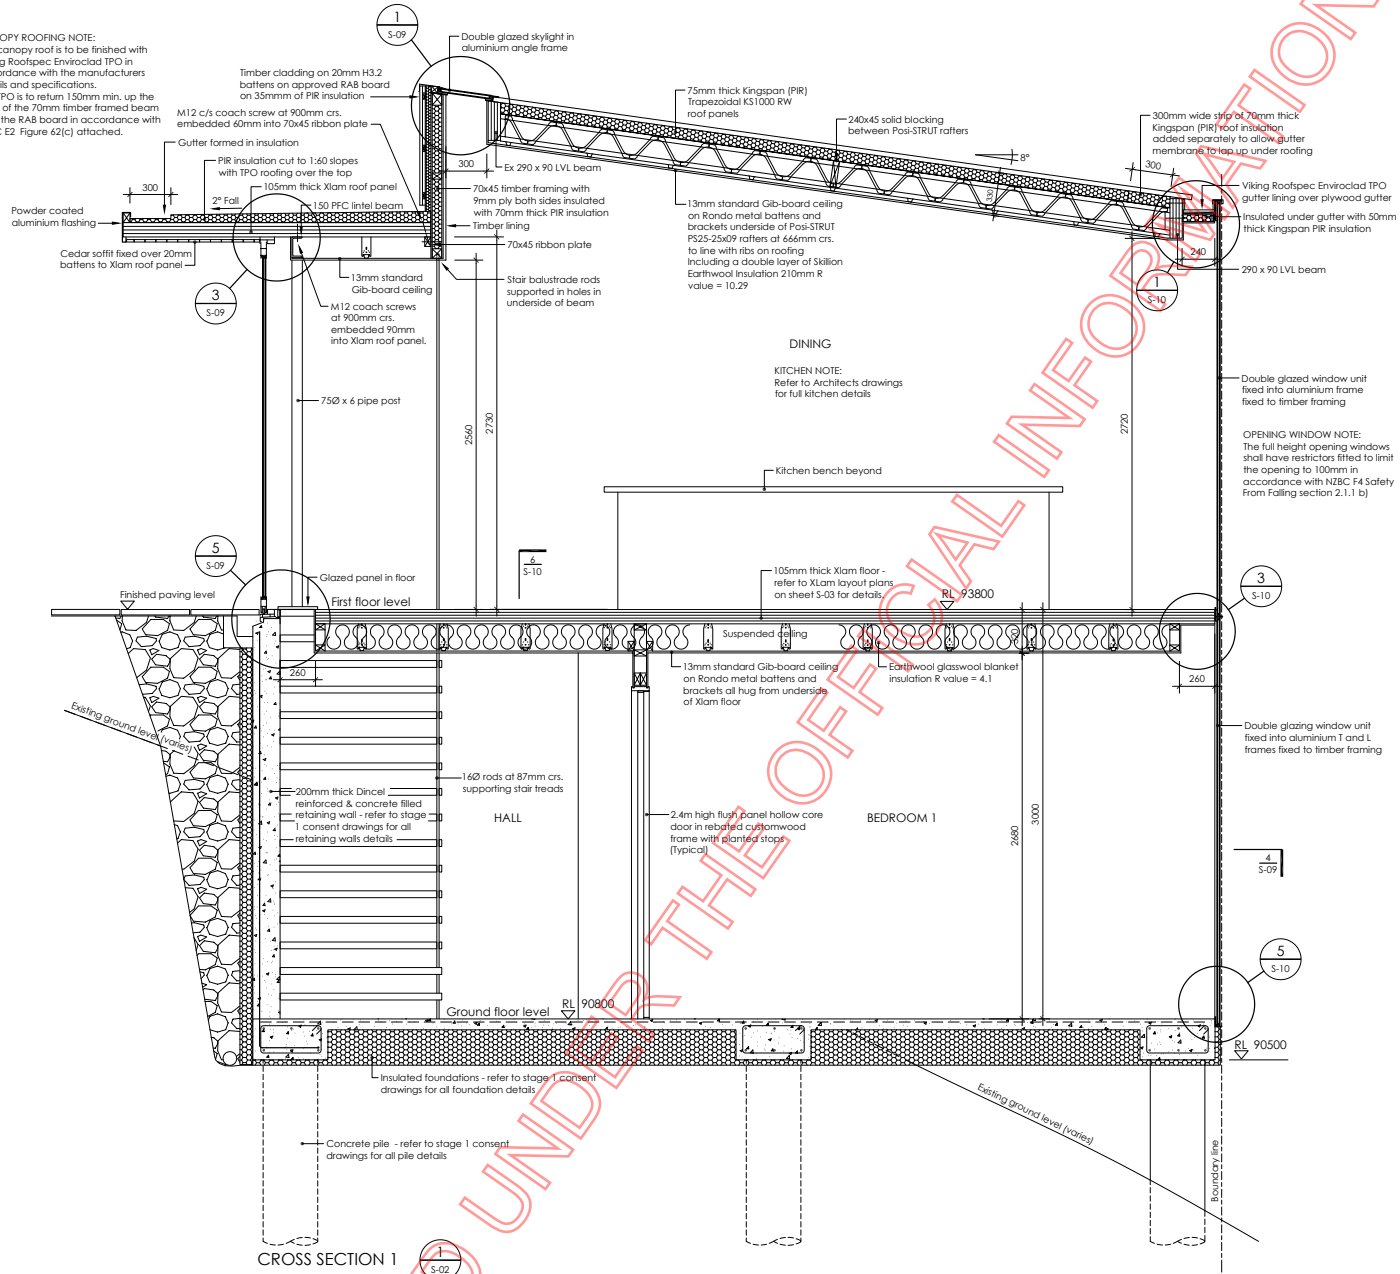 OPY ROOFING NOTE:
canopy roof is to be finished with
ng Roofspec Enviroclad TPO in
ordance with the manufacturers
ils and specifications.
TPO is to return 150mm min. up the
of the 70mm timber framed beam
the RAB board in accordance with
C E2 Figure 62(c) attached.
1
S-09
Double glazed skylight in
aluminium angle frame
Timber cladding on 20mm H3.2
battens on approved RAB board
on 35mmm of PIR insulation
M12 c/s coach screw at 900mm crs.
embedded 60mm into 70x45 ribbon plate
Gutter formed in insulation
PIR insulation cut to 1:60 slopes
with TPO roofing over the top
105mm thick Xlam roof panel
300
2° Fall
150 PFC lintel beam
Powder coated
aluminium flashing
Cedar soffit fixed over 20mm
battens to Xlam roof panel
3
S-09
13mm standard
Gib-board ceiling
M12 coach screws
at 900mm crs.
embedded 90mm
into Xlam roof panel.
75Ø x 6 pipe post
300
Ex 290 x 90 LVL beam
70x45 timber framing with
9mm ply both sides insulated
with 70mm thick PIR insulation
Timber lining
70x45 ribbon plate
Stair balustrade rods
supported in holes in
underside of beam
75mm thick Kingspan (PIR)
Trapezoidal KS1000 RW
roof panels
240x45 solid blocking
between Posi-STRUT rafters
8°
330
13mm standard Gib-board ceiling
on Rondo metal battens and
brackets underside of Posi-STRUT
PS25-25x09 rafters at 666mm crs.
to line with ribs on roofing
Including a double layer of Skillion
Earthwool Insulation 210mm R
value = 10.29
300mm wide strip of 70mm thick
Kingspan (PIR) roof insulation
added separately to allow gutter
membrane to lap up under roofing
300
Viking Roofspec Enviroclad TPO
gutter lining over plywood gutter
Insulated under gutter with 50mm
thick Kingspan PIR insulation
240
290 x 90 LVL beam
1
S-10
DINING
KITCHEN NOTE:
Refer to Architects drawings
for full kitchen details
2560
2730
2720
Double glazed window unit
fixed into aluminium frame
fixed to timber framing
OPENING WINDOW NOTE:
The full height opening windows
shall have restrictors fitted to limit
the opening to 100mm in
accordance with NZBC F4 Safety
From Falling section 2.1.1 b)
Kitchen bench beyond
5
S-09
6
S-10
Glazed panel in floor
Finished paving level
First floor level
105mm thick Xlam floor -
refer to XLam layout plans
on sheet S-03 for details.
RL 93800
3
S-10
Suspended ceiling
13mm standard Gib-board ceiling
on Rondo metal battens and
brackets all hug from underside
of Xlam floor
Earthwool glasswool blanket
insulation R value = 4.1
260
260
Existing ground level (varies)
Double glazing window unit
fixed into aluminium T and L
frames fixed to timber framing
16Ø rods at 87mm crs.
supporting stair treads
200mm thick Dincel
reinforced & concrete filled
retaining wall - refer to stage
1 consent drawings for all
retaining walls details
HALL
2.4m high flush panel hollow core
door in rebated customwood
frame with planted stops
(Typical)
BEDROOM 1
2680
3000
4
S-09
5
S-10
Ground floor level
RL 90800
RL 90500
Insulated foundations - refer to stage 1 consent
drawings for all foundation details
Existing ground level (varies)
Concrete pile - refer to stage 1 consent
drawings for all pile details
Boundary line
CROSS SECTION 1
1
S-02
D UNDER THE OFFICIAL INFORMATION